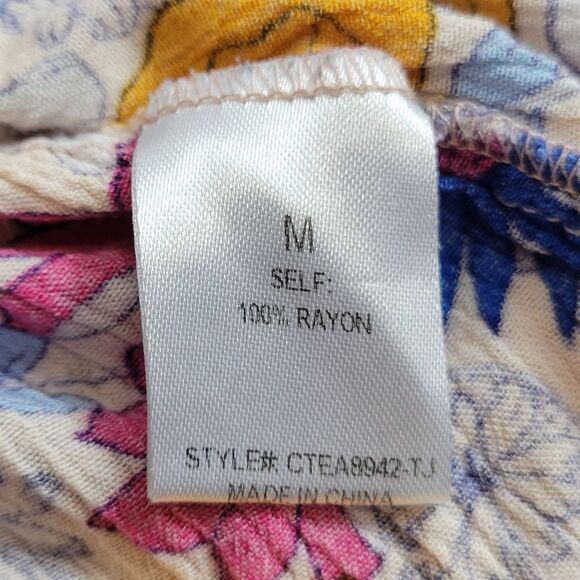 M
SELF:
100% RAYON
STYLE#: CTEA8942-TJ
MADE IN CHINA